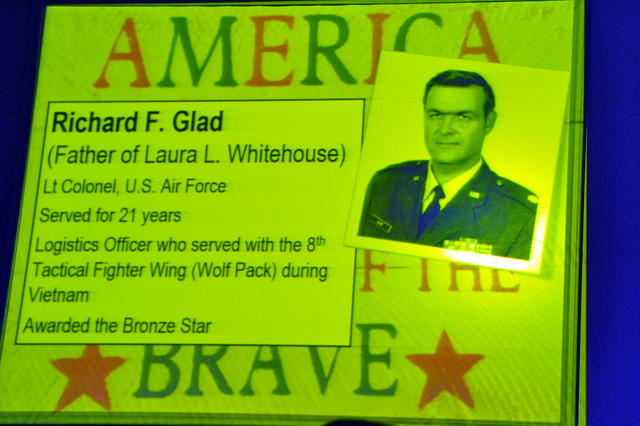 AMERICA
Richard F. Glad
(Father of Laura L. Whitehouse)
Lt Colonel, U.S. Air Force
Served for 21 years
Logistics Officer who served with the 8th
Tactical Fighter Wing (Wolf Pack) during
Vietnam
Awarded the Bronze Star
F THE
BRAVE